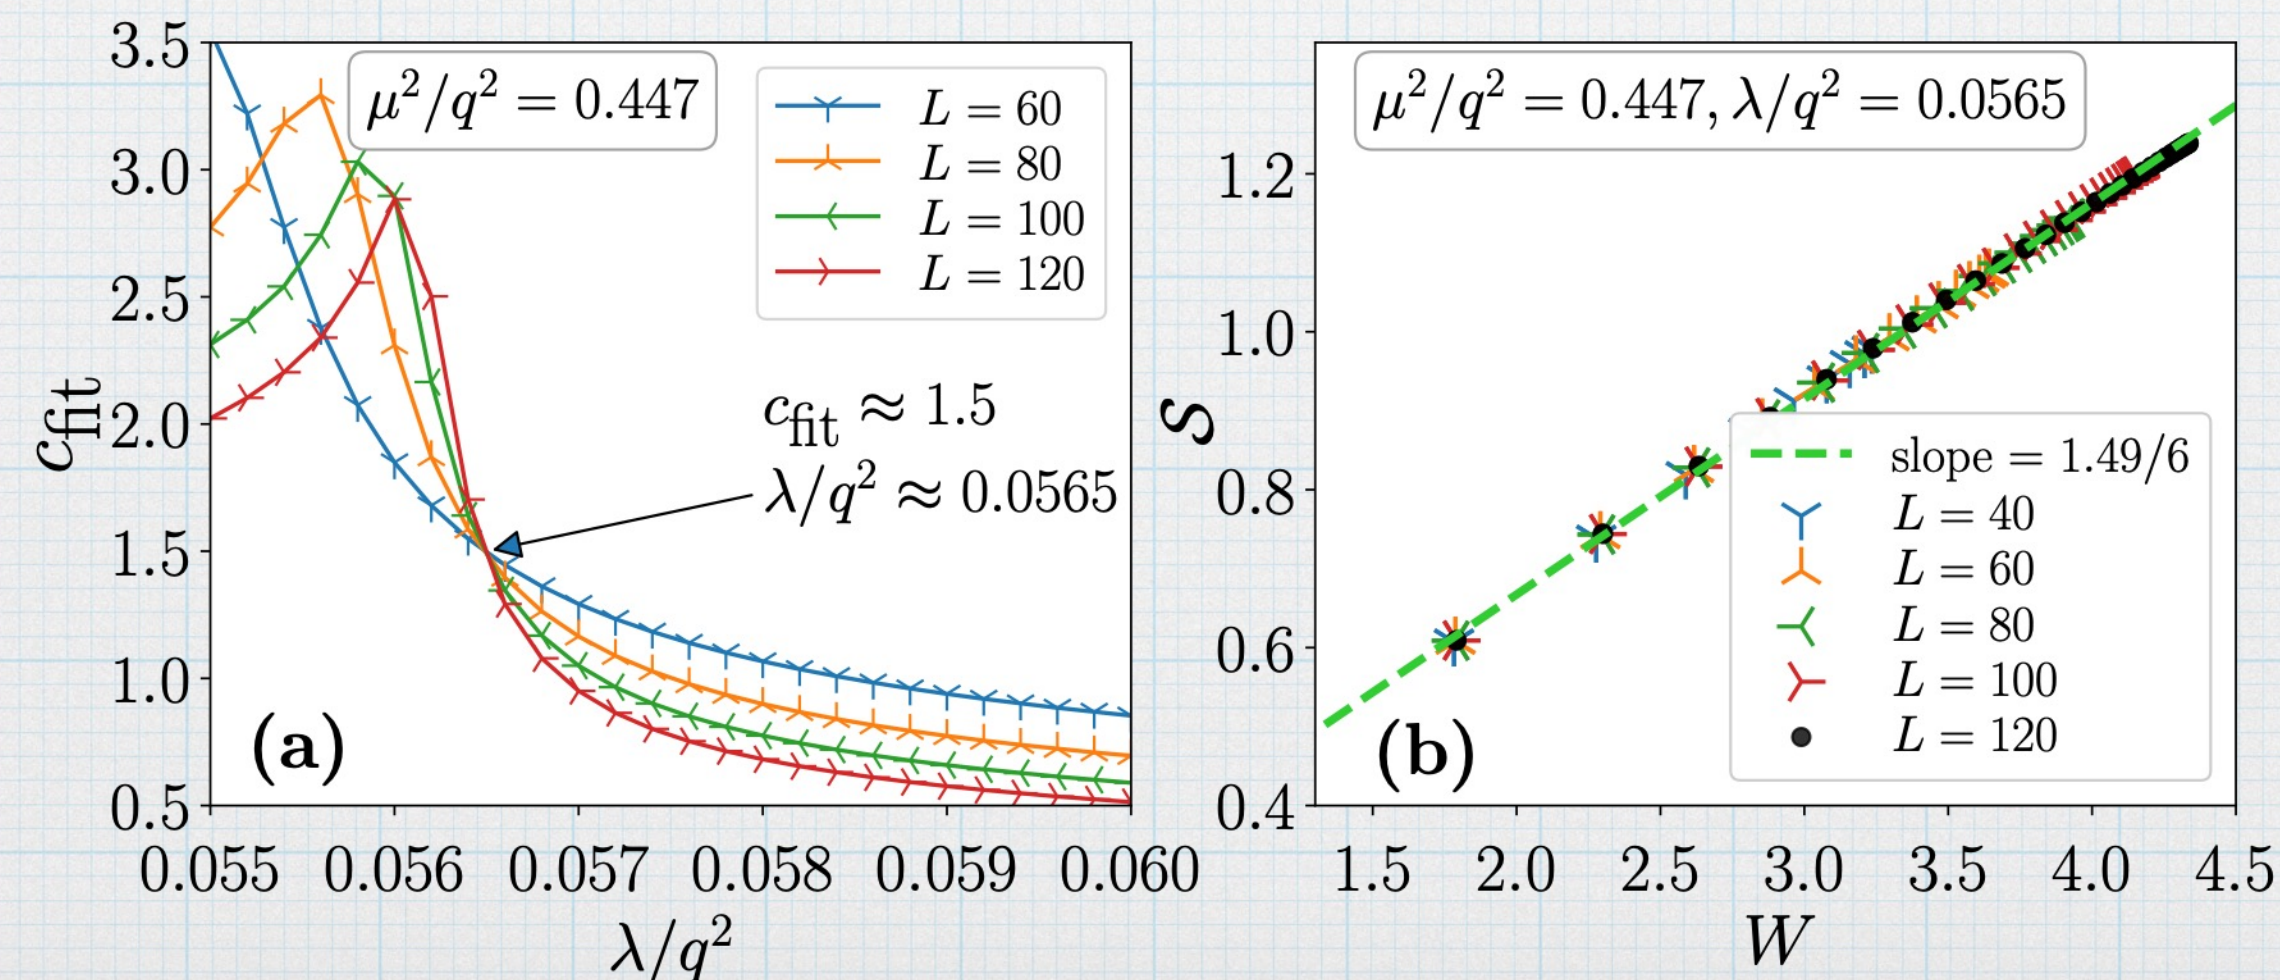 3.5
3.0
2.5
2.0
1.5
1.0
0.5
c_fit
μ²/q² = 0.447
L = 60
L = 80
L = 100
L = 120
c_fit ≈ 1.5
λ/q² ≈ 0.0565
(a)
0.055 0.056 0.057 0.058 0.059 0.060
λ/q²
1.2
1.0
0.8
0.6
0.4
S
μ²/q² = 0.447, λ/q² = 0.0565
slope = 1.49/6
L = 40
L = 60
L = 80
L = 100
L = 120
(b)
1.5 2.0 2.5 3.0 3.5 4.0 4.5
W